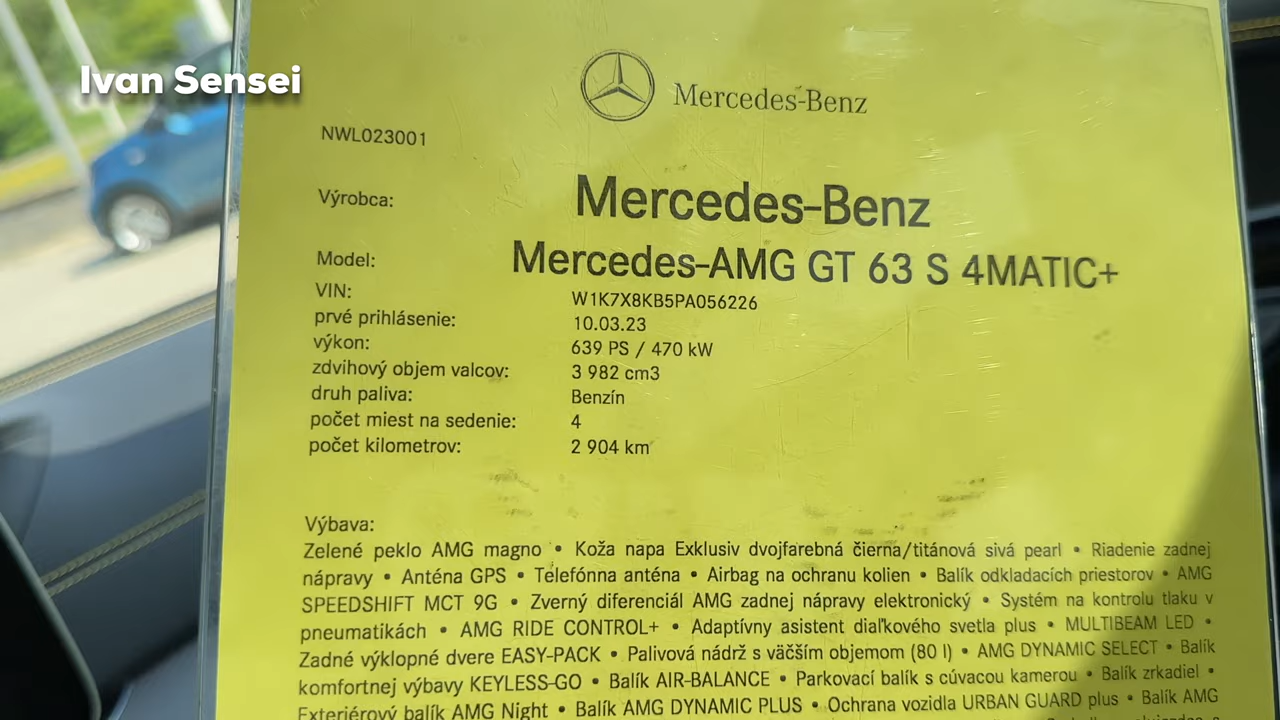 Ivan Sensei
Mercedes-Benz
NWL023001
Výrobca: Mercedes-Benz
Model: Mercedes-AMG GT 63 S 4MATIC+
VIN: W1K7X8KB5PA056226
prvé prihlásenie: 10.03.23
výkon: 639 PS / 470 kW
zdvihový objem valcov: 3 982 cm3
druh paliva: Benzín
počet miest na sedenie: 4
počet kilometrov: 2 904 km
Výbava:
Zelené peklo AMG magno • Koža napa Exklusiv dvojfarebná čierna/titánová sivá pearl • Riadenie zadnej
nápravy • Anténa GPS • Telefónna anténa • Airbag na ochranu kolien • Balík odkladacích priestorov • AMG
SPEEDSHIFT MCT 9G • Zverný diferenciál AMG zadnej nápravy elektronický • Systém na kontrolu tlaku v
pneumatikách • AMG RIDE CONTROL+ • Adaptívny asistent diaľkového svetla plus • MULTIBEAM LED •
Zadné výklopné dvere EASY-PACK • Palivová nádrž s väčším objemom (80 l) • AMG DYNAMIC SELECT • Balík
komfortnej výbavy KEYLESS-GO • Balík AIR-BALANCE • Parkovací balík s cúvacou kamerou • Balík zrkadiel •
Exteriérový balík AMG Night • Balík AMG DYNAMIC PLUS • Ochrana vozidla URBAN GUARD plus • Balík AMG